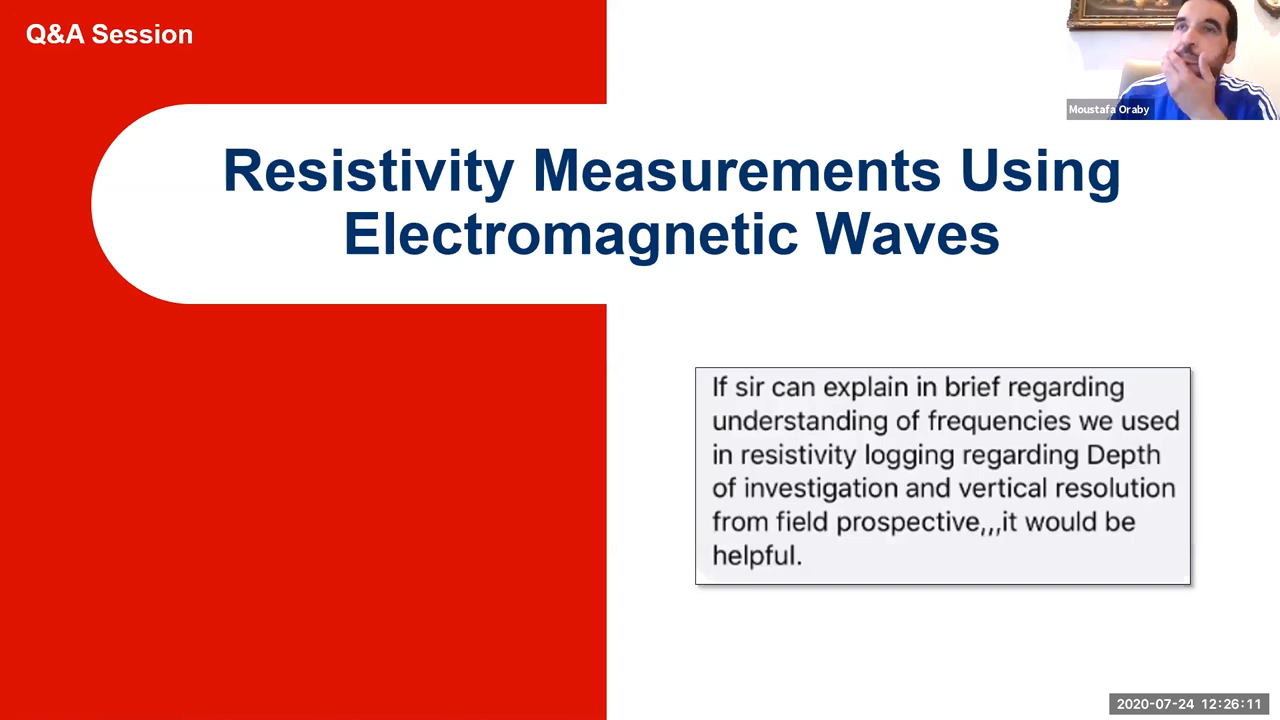 Q&A Session
Moustafa Oraby
Resistivity Measurements Using
Electromagnetic Waves
If sir can explain in brief regarding
understanding of frequencies we used
in resistivity logging regarding Depth
of investigation and vertical resolution
from field prospective,,,it would be
helpful.
2020-07-24 12:26:11